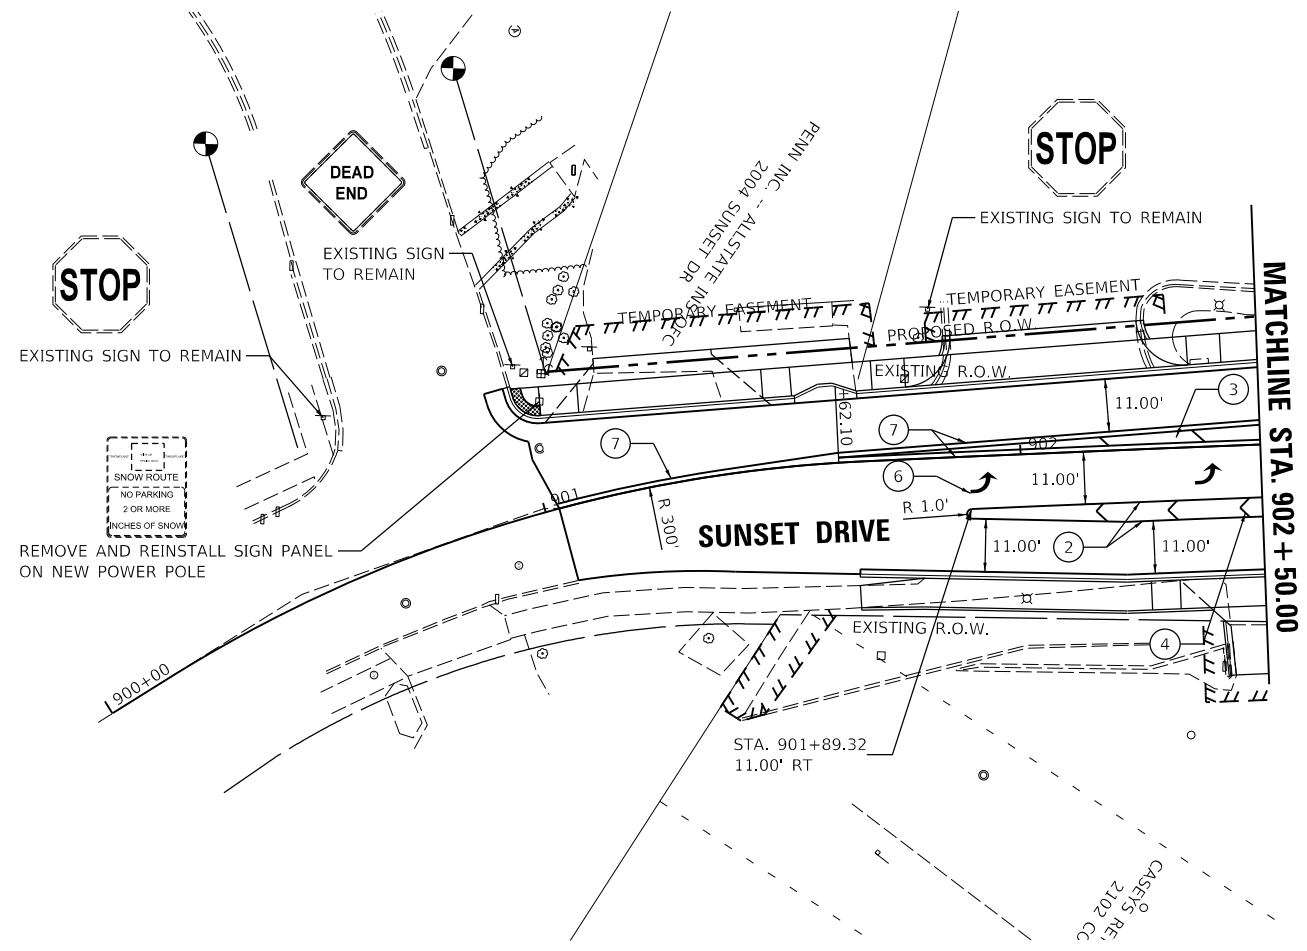 STOP
DEAD
END
STOP
EXISTING SIGN TO REMAIN
EXISTING SIGN
TO REMAIN
EXISTING SIGN TO REMAIN
PENN INC. - ALLSTATE INS
2004 SUNSET DR
TEMPORARY EASEMENT
TEMPORARY EASEMENT
PROPOSED R.O.W.
EXISTING R.O.W.
MATCHLINE STA. 902+50.00
SNOW ROUTE
NO PARKING
2 OR MORE
INCHES OF SNOW
REMOVE AND REINSTALL SIGN PANEL
ON NEW POWER POLE
+62.10
11.00'
3
7
7
902
6
11.00'
901
R 300'
R 1.0'
SUNSET DRIVE
11.00'
2
11.00'
EXISTING R.O.W.
4
900+00
STA. 901+89.32
11.00' RT
CASEYS RE
2102 CO